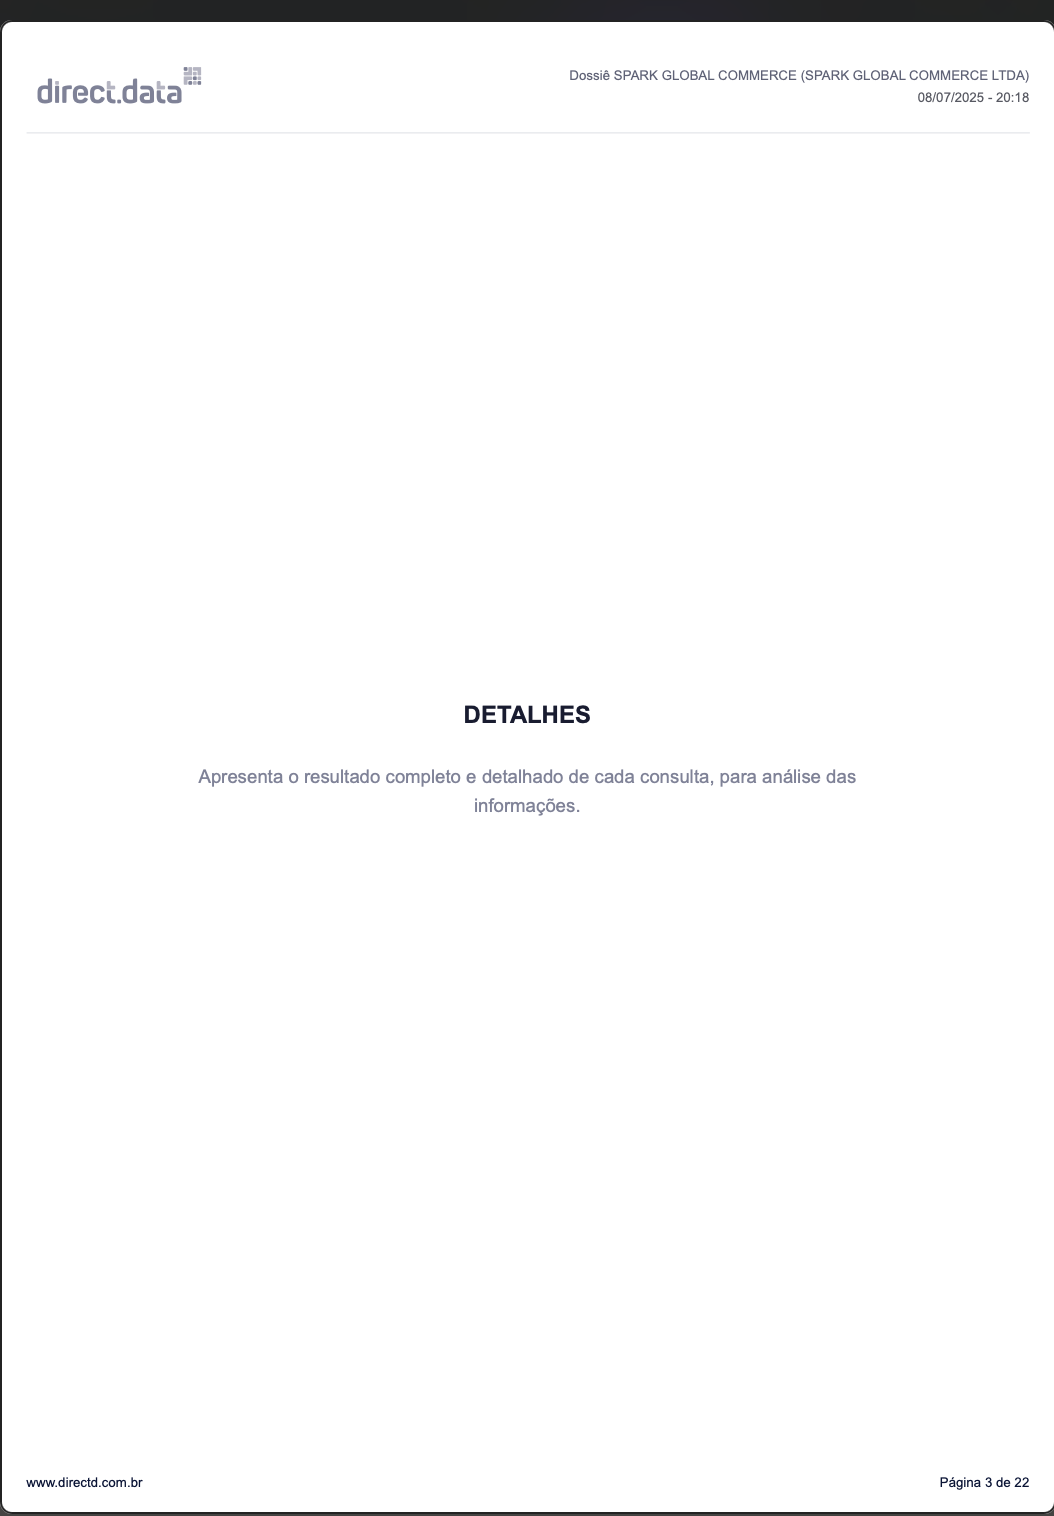 direct.data
Dossiê SPARK GLOBAL COMMERCE (SPARK GLOBAL COMMERCE LTDA)
08/07/2025 - 20:18
DETALHES
Apresenta o resultado completo e detalhado de cada consulta, para análise das
informações.
www.directd.com.br
Página 3 de 22